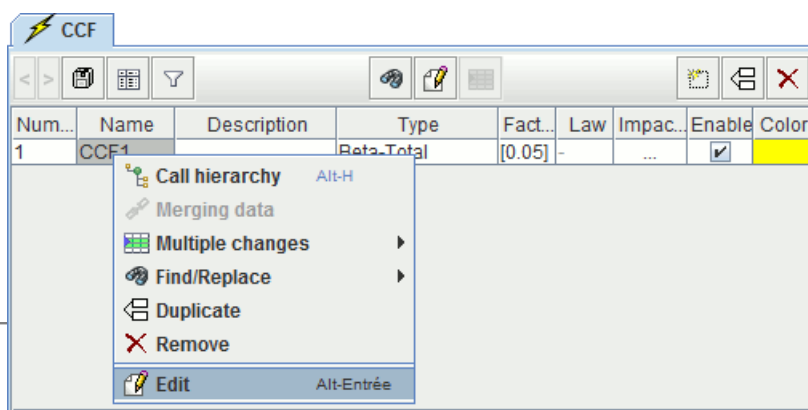 CCF
Num... Name Description Type Fact... Law Impac... Enable Color
1 CCF1 Beta-Total [0.05] - ...
Call hierarchy Alt-H
Merging data
Multiple changes
Find/Replace
Duplicate
Remove
Edit Alt-Entrée